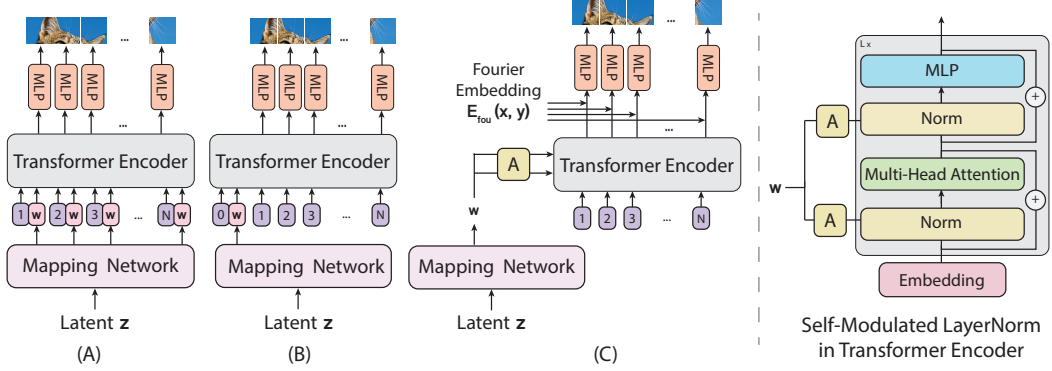 ...
MLP MLP MLP MLP
...
Transformer Encoder
1 w 2 w 3 w ... N w
Mapping Network
Latent z
(A)
...
MLP MLP MLP MLP
...
Transformer Encoder
0 w 1 2 3 ... N
Mapping Network
Latent z
(B)
...
MLP MLP MLP MLP
Fourier
Embedding
E_fou (x, y)
...
A
Transformer Encoder
w
1 2 3 ... N
Mapping Network
Latent z
(C)
L x
MLP
+
A
Norm
w
Multi-Head Attention
+
A
Norm
Embedding
Self-Modulated LayerNorm
in Transformer Encoder